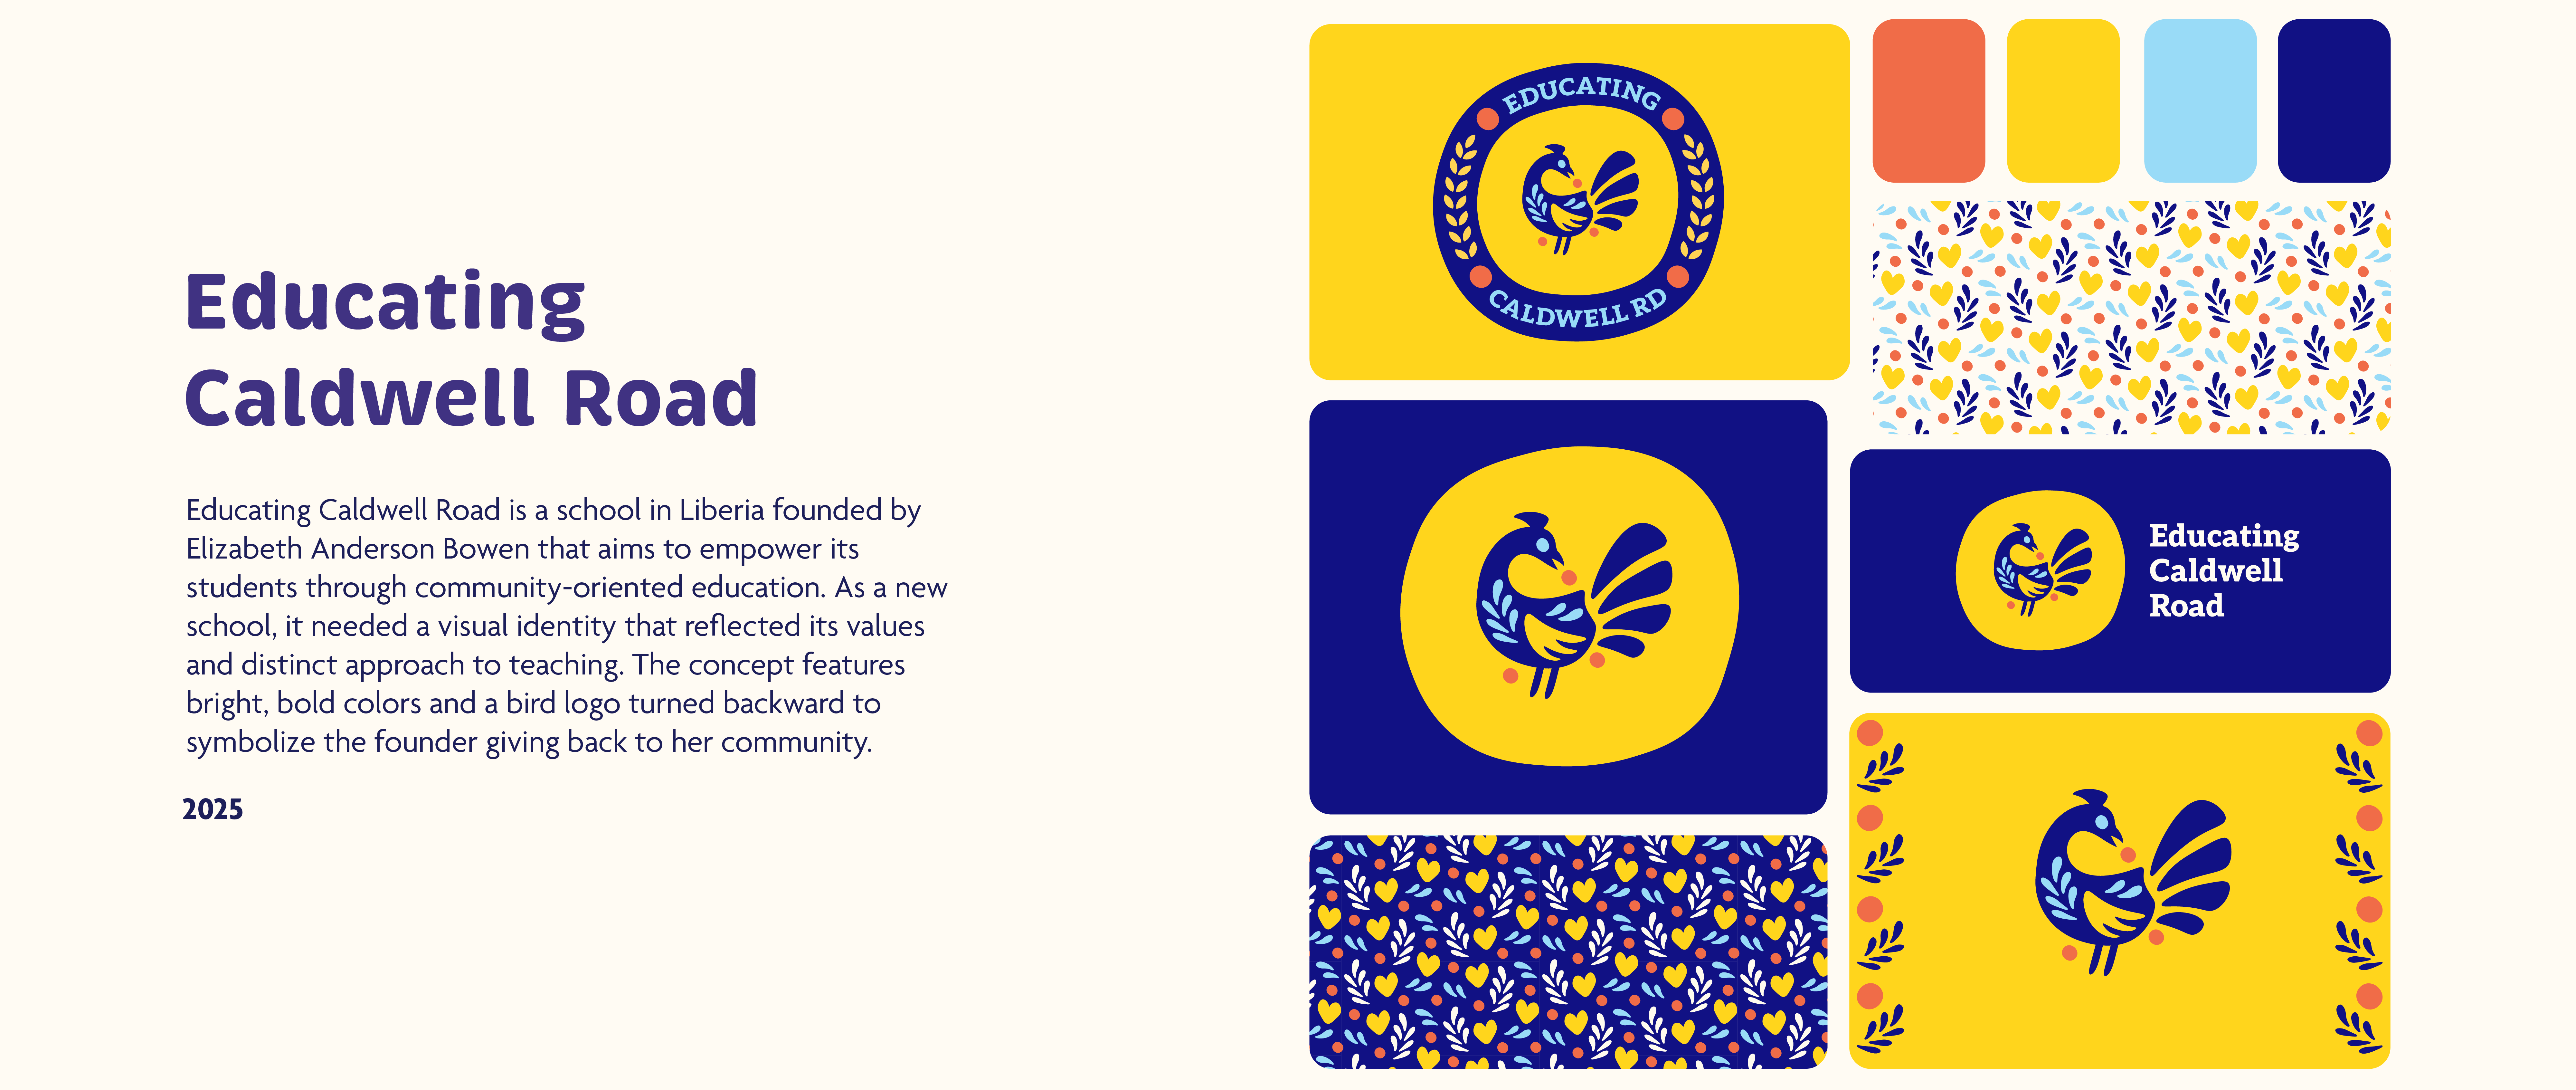 Educating
Caldwell Road
Educating Caldwell Road is a school in Liberia founded by
Elizabeth Anderson Bowen that aims to empower its
students through community-oriented education. As a new
school, it needed a visual identity that reflected its values
and distinct approach to teaching. The concept features
bright, bold colors and a bird logo turned backward to
symbolize the founder giving back to her community.
2025
EDUCATING
CALDWELL RD
Educating
Caldwell
Road